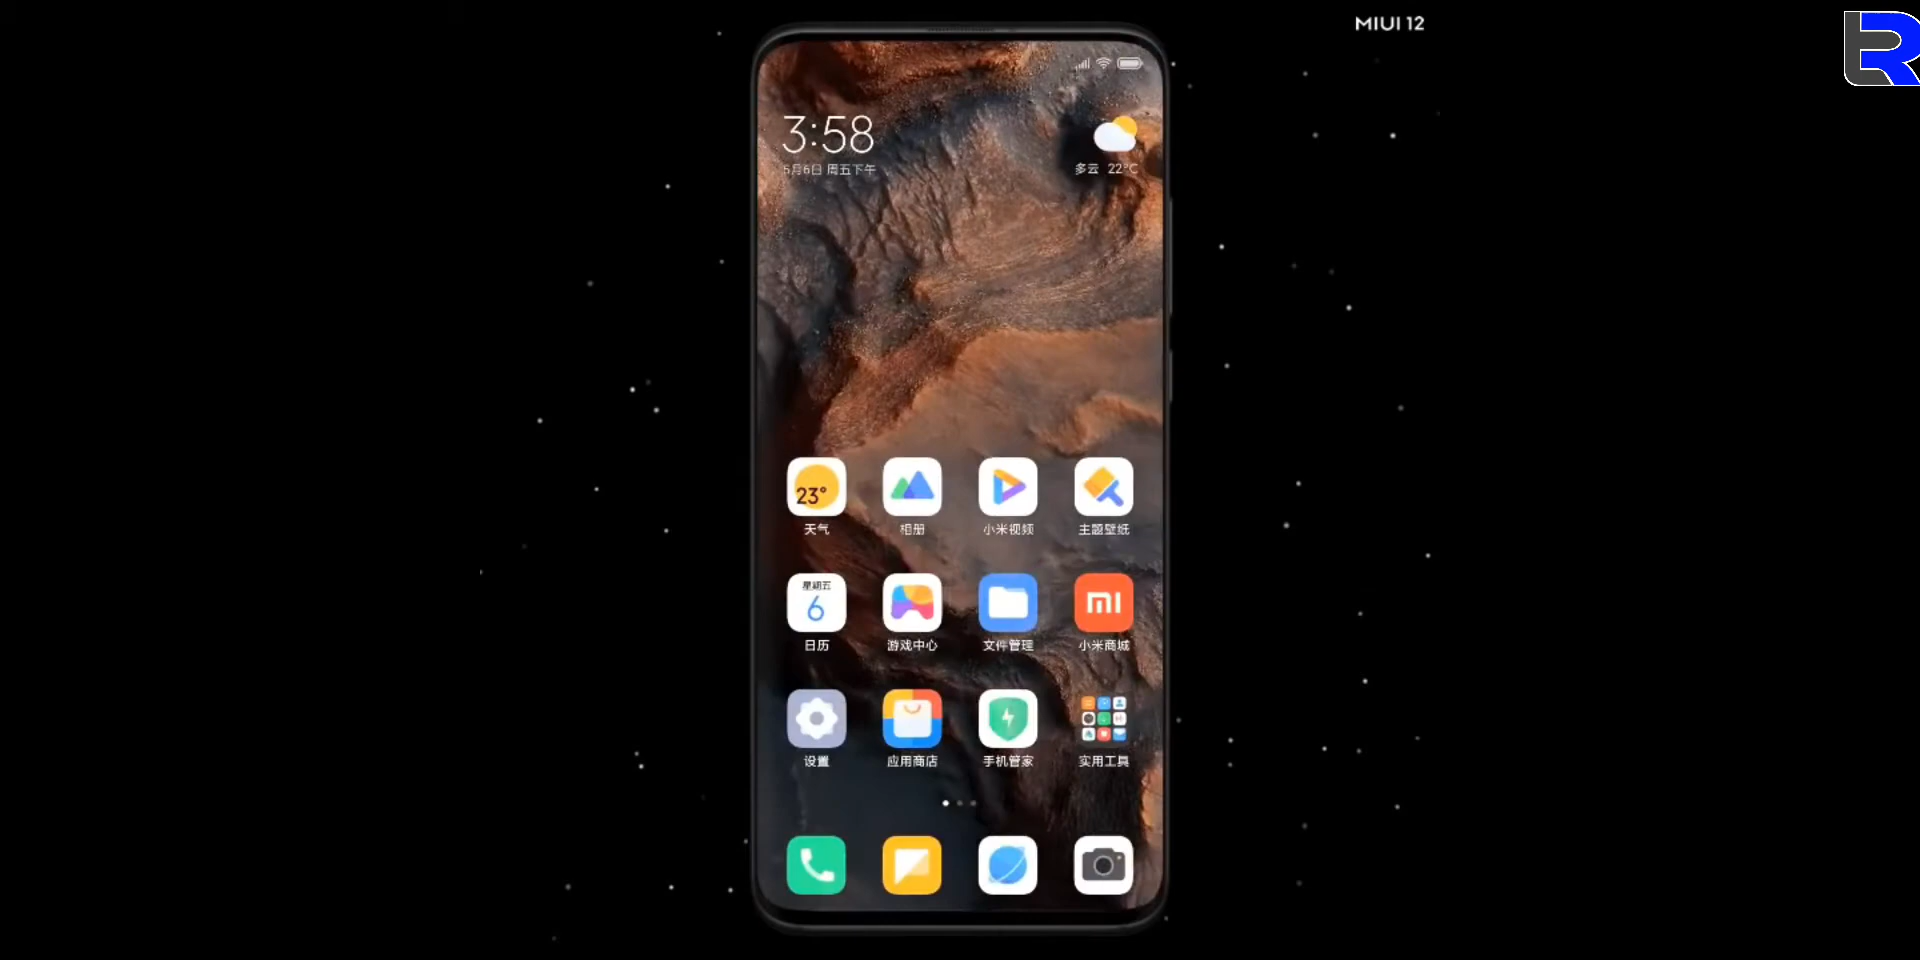 MIUI 12
3:58
5月6日 周五下午
多云 22°C
23°
天气
相册
小米视频
主题壁纸
星期五
6
日历
游戏中心
文件管理
mi
小米商城
设置
应用商店
手机管家
实用工具